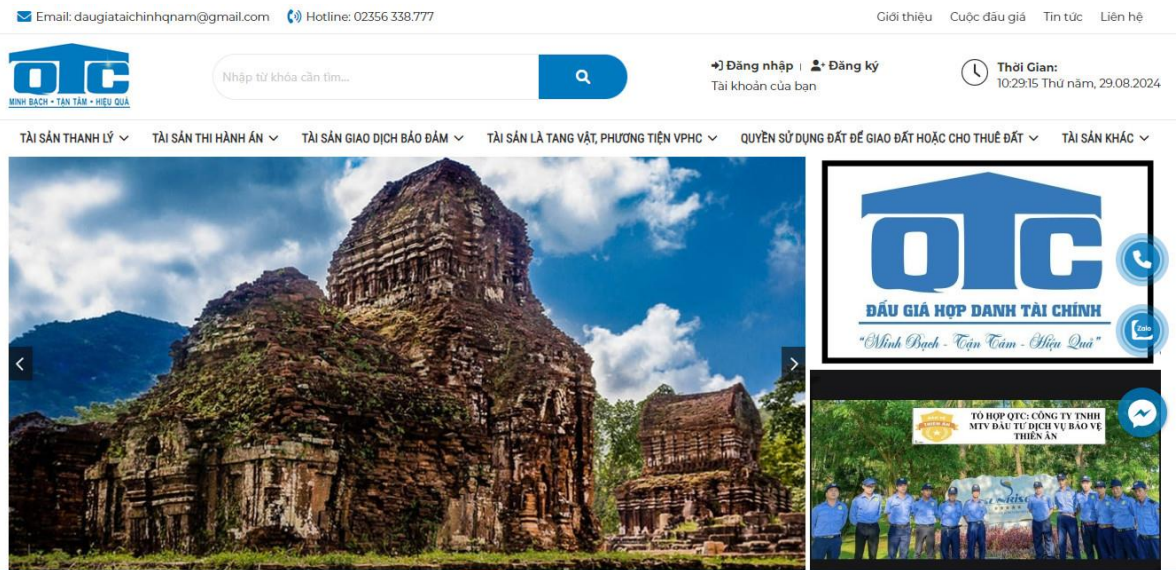 Email: daugiataichinhqnam@gmail.com
Hotline: 02356 338.777
Giới thiệu
Cuộc đấu giá
Tin tức
Liên hệ
QTC
MINH BẠCH • TẬN TÂM • HIỆU QUẢ
Nhập từ khóa cần tìm...
Đăng nhập | Đăng ký
Tài khoản của bạn
Thời Gian:
10:29:15 Thứ năm, 29.08.2024
TÀI SẢN THANH LÝ
TÀI SẢN THI HÀNH ÁN
TÀI SẢN GIAO DỊCH BẢO ĐẢM
TÀI SẢN LÀ TANG VẬT, PHƯƠNG TIỆN VPHC
QUYỀN SỬ DỤNG ĐẤT ĐỂ GIAO ĐẤT HOẶC CHO THUÊ ĐẤT
TÀI SẢN KHÁC
QTC
ĐẤU GIÁ HỢP DANH TÀI CHÍNH
"Minh Bạch - Tận Tâm - Hiệu Quả"
Zalo
THIÊN ÂN
TỔ HỢP QTC: CÔNG TY TNHH
MTV ĐẦU TƯ DỊCH VỤ BẢO VỆ
THIÊN ÂN